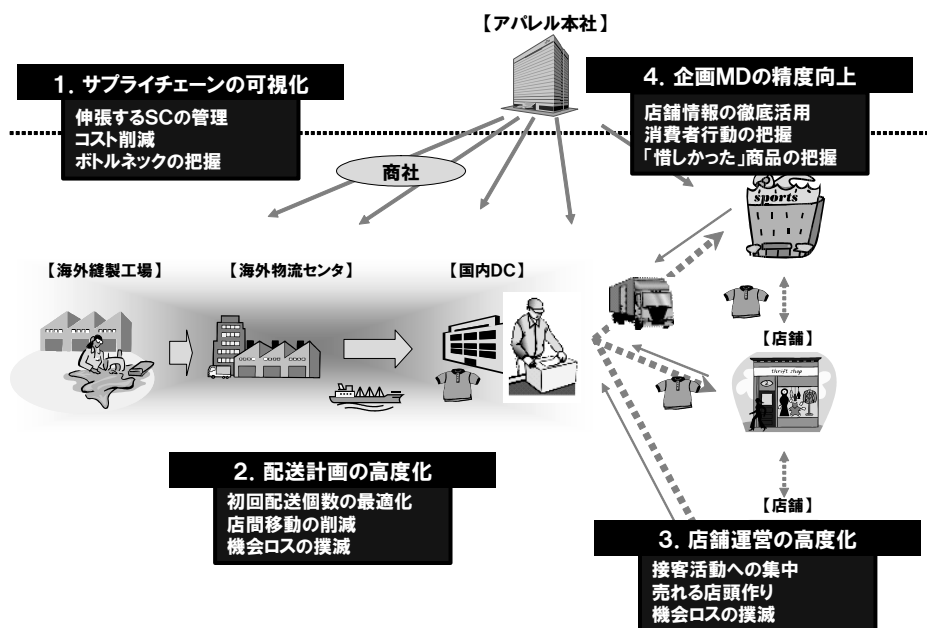 【アパレル本社】
1. サプライチェーンの可視化
伸張するSCの管理
コスト削減
ボトルネックの把握
4. 企画MDの精度向上
店舗情報の徹底活用
消費者行動の把握
「惜しかった」商品の把握
商社
sports
【海外縫製工場】
【海外物流センタ】
【国内DC】
【店舗】
thrift shop
2. 配送計画の高度化
初回配送個数の最適化
店間移動の削減
機会ロスの撲滅
【店舗】
3. 店舗運営の高度化
接客活動への集中
売れる店頭作り
機会ロスの撲滅